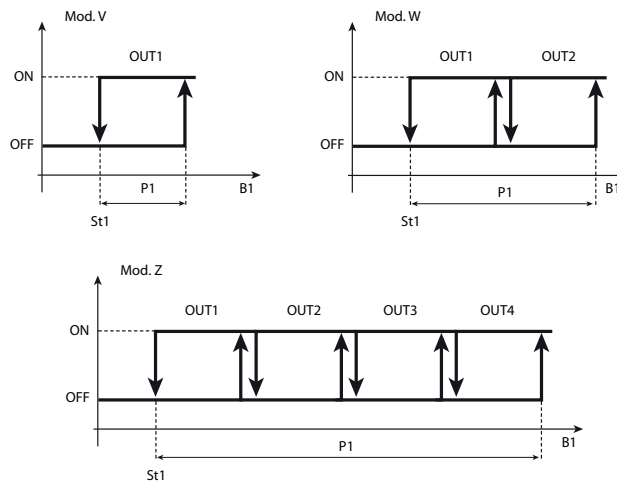 Mod. V
OUT1
ON
OFF
P1
B1
St1
Mod. W
OUT1 OUT2
ON
OFF
P1
B1
St1
Mod. Z
OUT1 OUT2 OUT3 OUT4
ON
OFF
P1
B1
St1